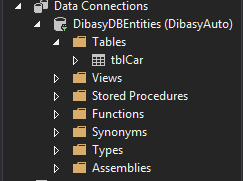 Data Connections
DibasyDBEntities (DibasyAuto)
Tables
tblCar
Views
Stored Procedures
Functions
Synonyms
Types
Assemblies